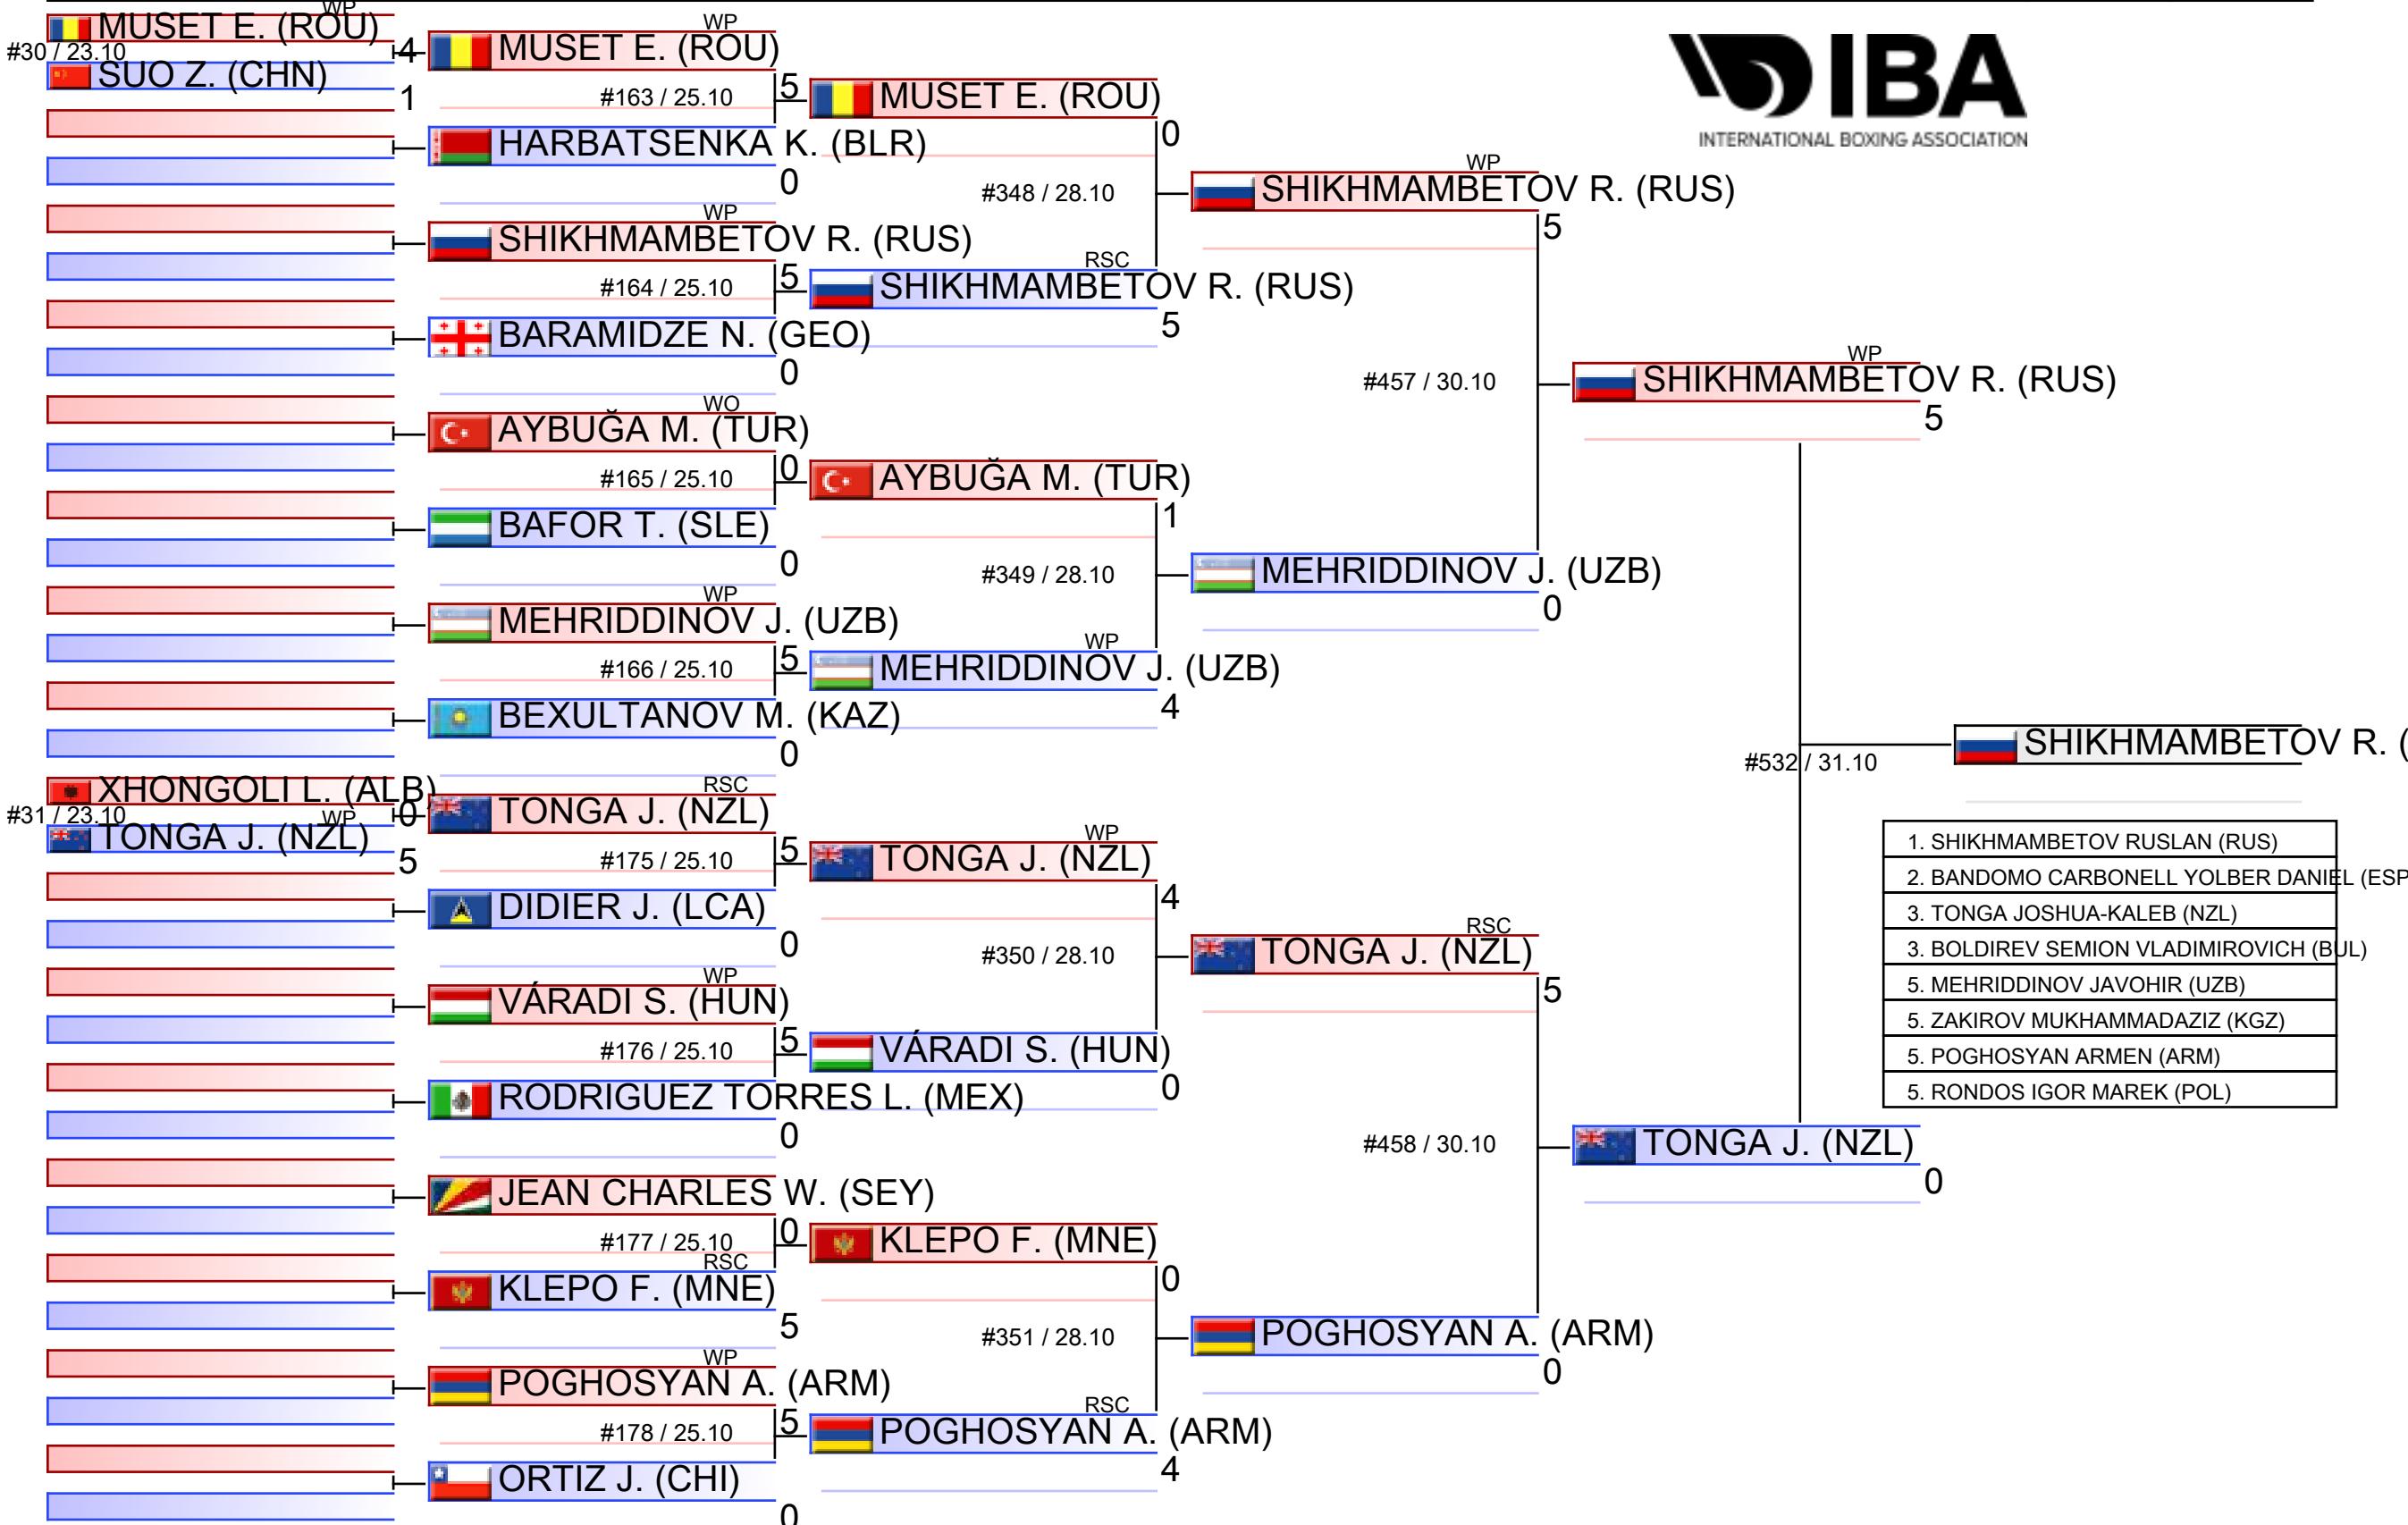 WP
MUSET E. (ROU)
#30 / 23.10
4
SUO Z. (CHN)
1
WP
MUSET E. (ROU)
#163 / 25.10
5
HARBATSENKA K. (BLR)
0
WP
SHIKHMAMBETOV R. (RUS)
#164 / 25.10
5
BARAMIDZE N. (GEO)
0
WO
AYBUĞA M. (TUR)
#165 / 25.10
0
BAFOR T. (SLE)
0
WP
MEHRIDDINOV J. (UZB)
#166 / 25.10
5
BEXULTANOV M. (KAZ)
0
XHONGOLI L. (ALB)
#31 / 23.10
0
WP
TONGA J. (NZL)
5
RSC
TONGA J. (NZL)
#175 / 25.10
5
DIDIER J. (LCA)
0
WP
VÁRADI S. (HUN)
#176 / 25.10
5
RODRIGUEZ TORRES L. (MEX)
0
JEAN CHARLES W. (SEY)
#177 / 25.10
0
RSC
KLEPO F. (MNE)
5
WP
POGHOSYAN A. (ARM)
#178 / 25.10
5
ORTIZ J. (CHI)
0
MUSET E. (ROU)
0
#348 / 28.10
RSC
SHIKHMAMBETOV R. (RUS)
5
AYBUĞA M. (TUR)
1
#349 / 28.10
WP
MEHRIDDINOV J. (UZB)
4
WP
TONGA J. (NZL)
4
#350 / 28.10
VÁRADI S. (HUN)
0
KLEPO F. (MNE)
0
#351 / 28.10
RSC
POGHOSYAN A. (ARM)
4
WP
SHIKHMAMBETOV R. (RUS)
5
#457 / 30.10
MEHRIDDINOV J. (UZB)
0
RSC
TONGA J. (NZL)
5
#458 / 30.10
POGHOSYAN A. (ARM)
0
WP
SHIKHMAMBETOV R. (RUS)
5
#532 / 31.10
TONGA J. (NZL)
0
SHIKHMAMBETOV R. (
IBA
INTERNATIONAL BOXING ASSOCIATION
1. SHIKHMAMBETOV RUSLAN (RUS)
2. BANDOMO CARBONELL YOLBER DANIEL (ESP
3. TONGA JOSHUA-KALEB (NZL)
3. BOLDIREV SEMION VLADIMIROVICH (BUL)
5. MEHRIDDINOV JAVOHIR (UZB)
5. ZAKIROV MUKHAMMADAZIZ (KGZ)
5. POGHOSYAN ARMEN (ARM)
5. RONDOS IGOR MAREK (POL)